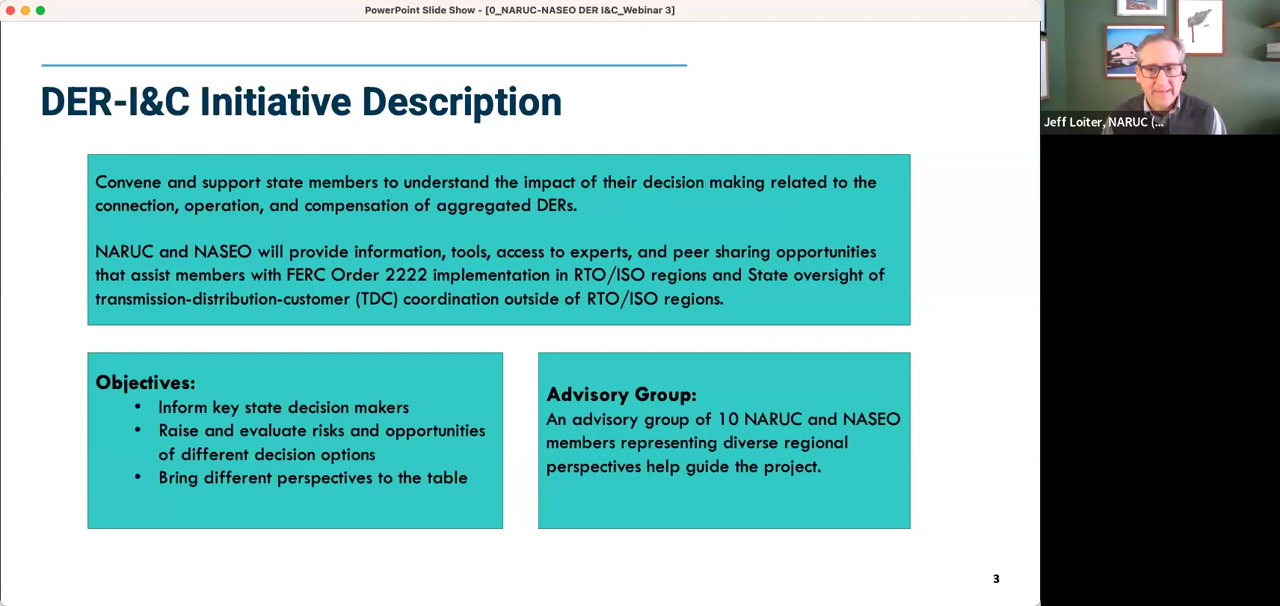 PowerPoint Slide Show - [0_NARUC-NASEO DER I&C_Webinar 3]
DER-I&C Initiative Description
Convene and support state members to understand the impact of their decision making related to the
connection, operation, and compensation of aggregated DERs.
NARUC and NASEO will provide information, tools, access to experts, and peer sharing opportunities
that assist members with FERC Order 2222 implementation in RTO/ISO regions and State oversight of
transmission-distribution-customer (TDC) coordination outside of RTO/ISO regions.
Objectives:
• Inform key state decision makers
• Raise and evaluate risks and opportunities
of different decision options
• Bring different perspectives to the table
Advisory Group:
An advisory group of 10 NARUC and NASEO
members representing diverse regional
perspectives help guide the project.
3
Jeff Loiter, NARUC (...